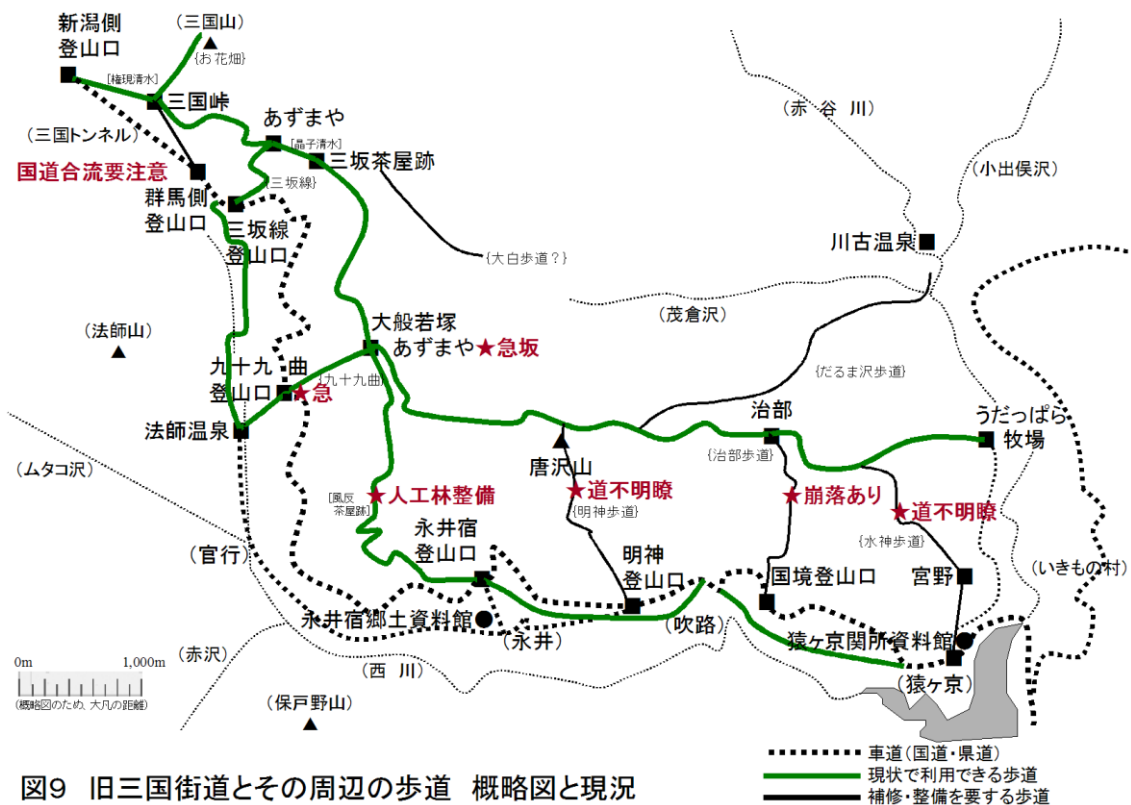 新潟側
登山口
（三国山）
{お花畑}
[権現清水]
三国峠
（三国トンネル）
国道合流要注意
群馬側
登山口
あずまや
[晶子清水]
三坂茶屋跡
{三坂線}
三坂線
登山口
{大白歩道？}
（赤谷川）
（小出俣沢）
川古温泉
（茂倉沢）
（法師山）
大般若塚
あずまや★急坂
九十九曲
登山口
★急
{九十九曲}
法師温泉
（ムタコ沢）
{だるま沢歩道}
治部
{治部歩道}
うだっぱら
牧場
唐沢山
★人工林整備
[風反
茶屋跡]
★道不明瞭
{明神歩道}
★崩落あり
★道不明瞭
{水神歩道}
永井宿
登山口
明神
登山口
国境登山口
宮野
（いきもの村）
（官行）
永井宿郷土資料館
（永井）
（吹路）
猿ヶ京関所資料館
（猿ヶ京）
（赤沢）
（西川）
（保戸野山）
0m 1,000m
（概略図のため、大凡の距離）
車道（国道・県道）
現状で利用できる歩道
補修・整備を要する歩道
図9 旧三国街道とその周辺の歩道 概略図と現況